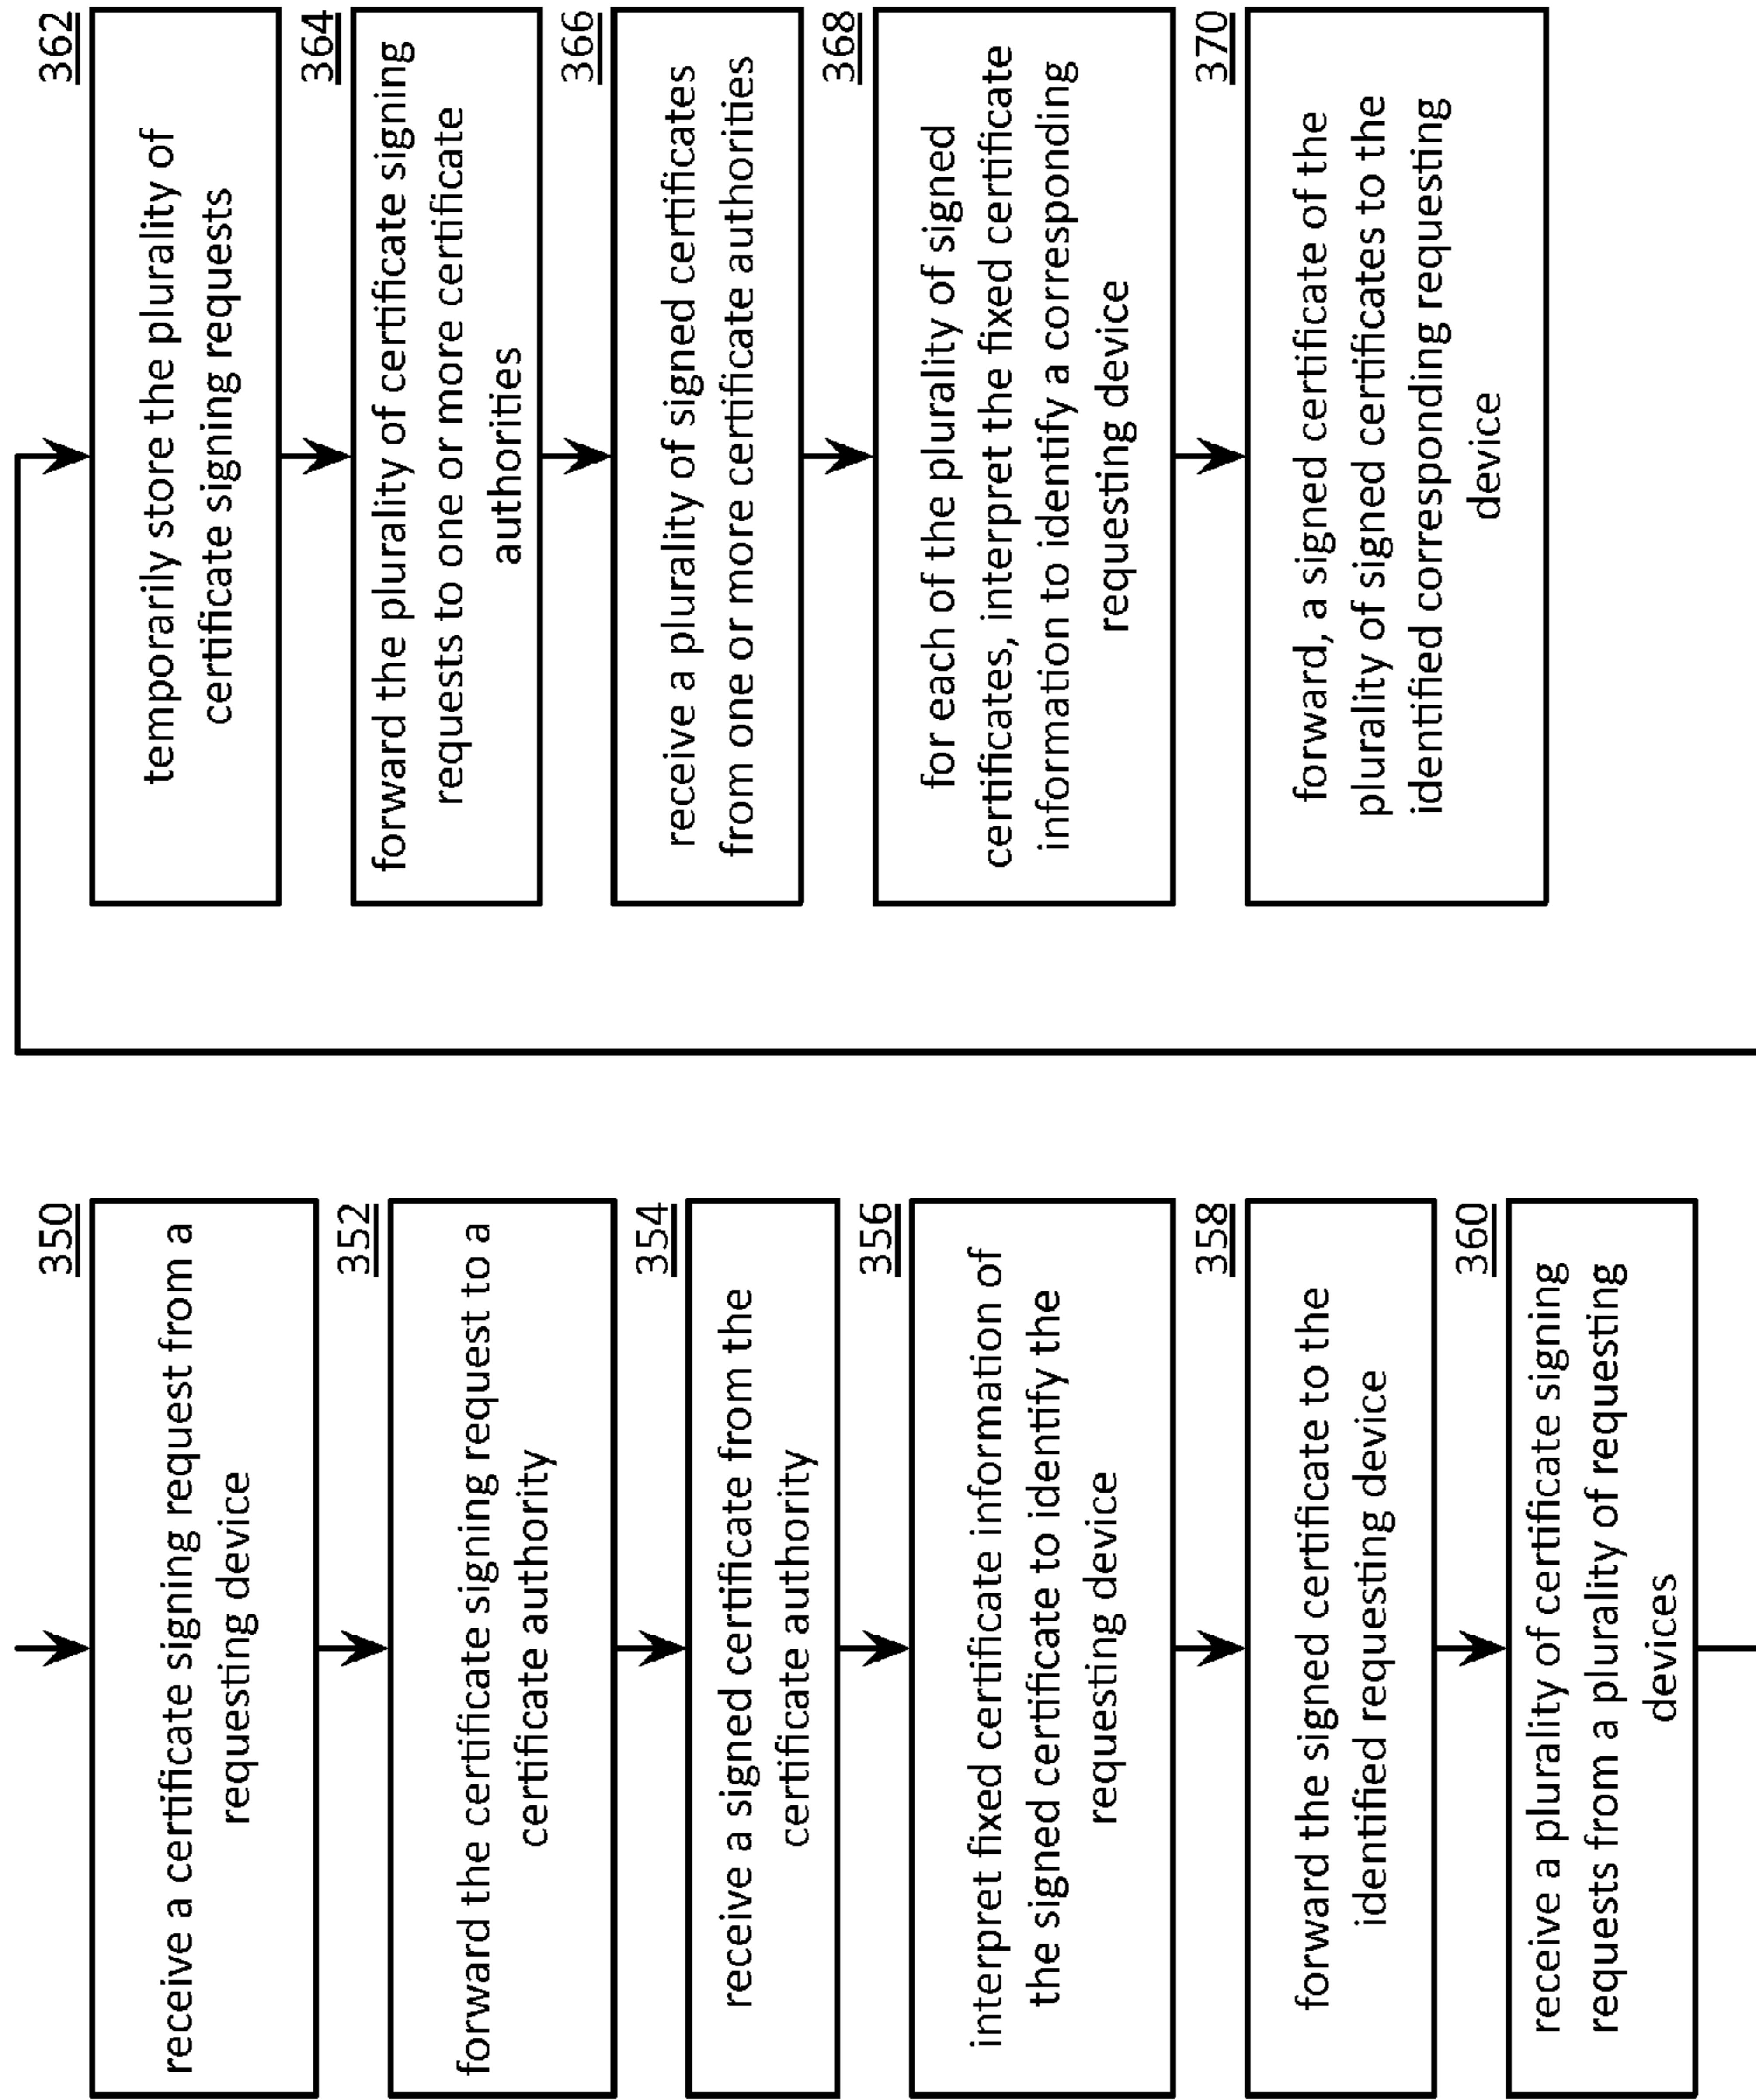 350
receive a certificate signing request from a
requesting device
352
forward the certificate signing request to a
certificate authority
354
receive a signed certificate from the
certificate authority
356
interpret fixed certificate information of
the signed certificate to identify the
requesting device
358
forward the signed certificate to the
identified requesting device
360
receive a plurality of certificate signing
requests from a plurality of requesting
devices
362
temporarily store the plurality of
certificate signing requests
364
forward the plurality of certificate signing
requests to one or more certificate
authorities
366
receive a plurality of signed certificates
from one or more certificate authorities
368
for each of the plurality of signed
certificates, interpret the fixed certificate
information to identify a corresponding
requesting device
370
forward, a signed certificate of the
plurality of signed certificates to the
identified corresponding requesting
device